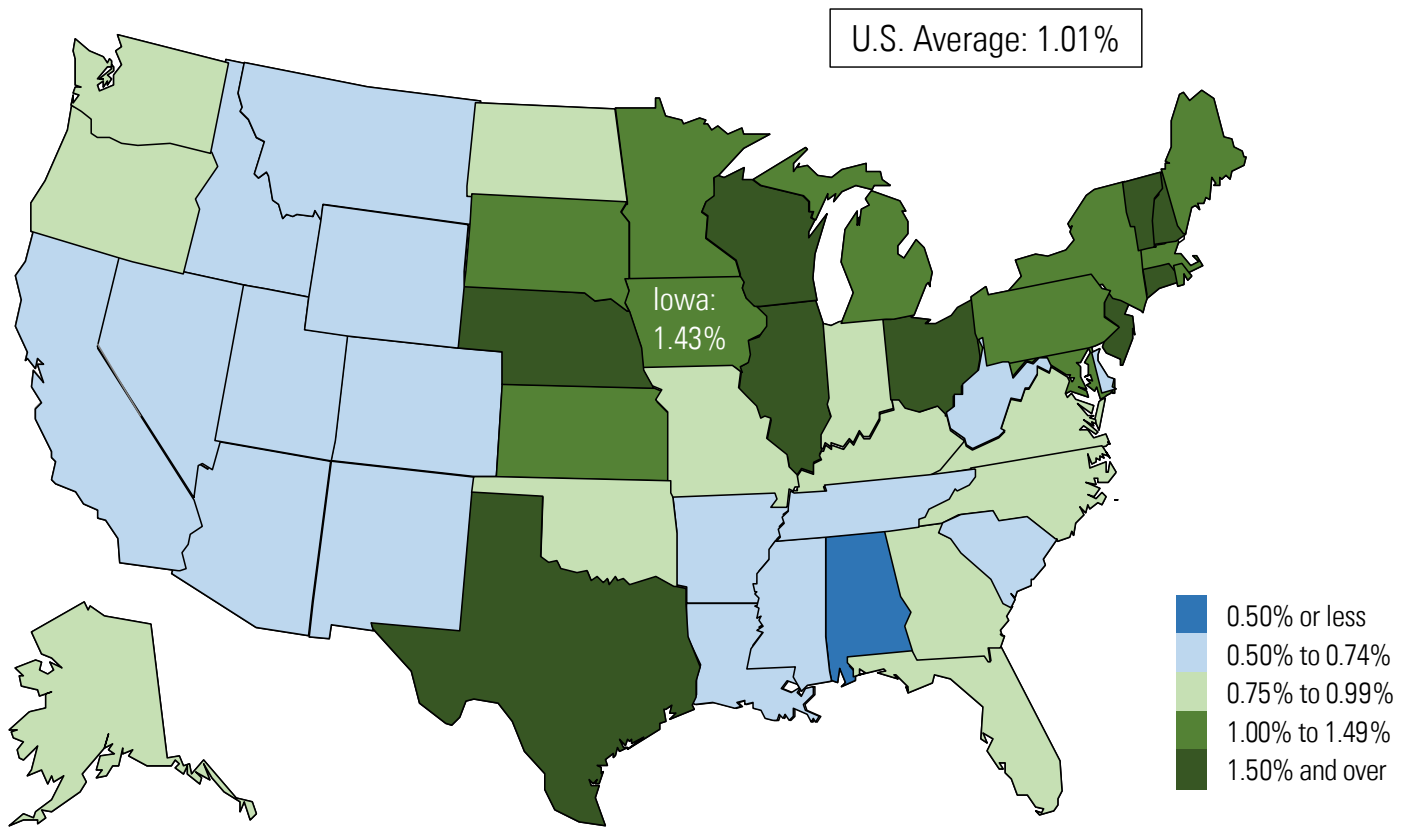 U.S. Average: 1.01%
Iowa:
1.43%
0.50% or less
0.50% to 0.74%
0.75% to 0.99%
1.00% to 1.49%
1.50% and over